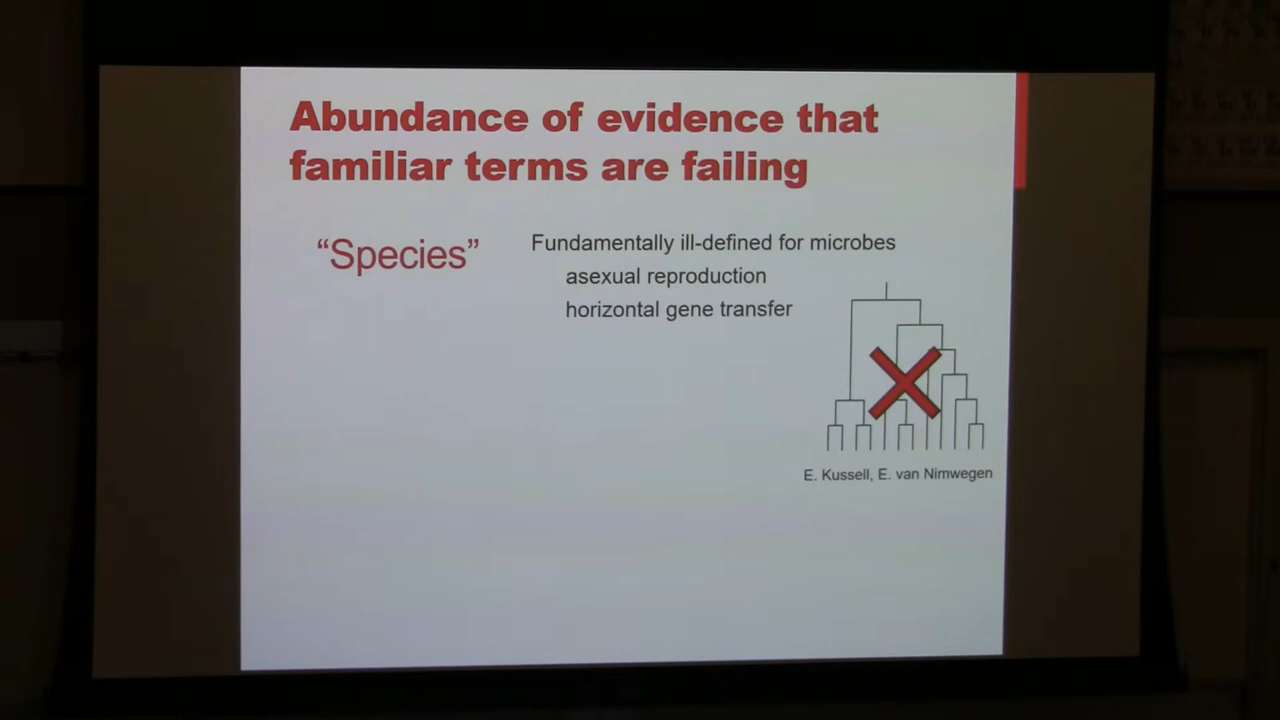 Abundance of evidence that
familiar terms are failing
“Species”
Fundamentally ill-defined for microbes
asexual reproduction
horizontal gene transfer
E. Kussell, E. van Nimwegen